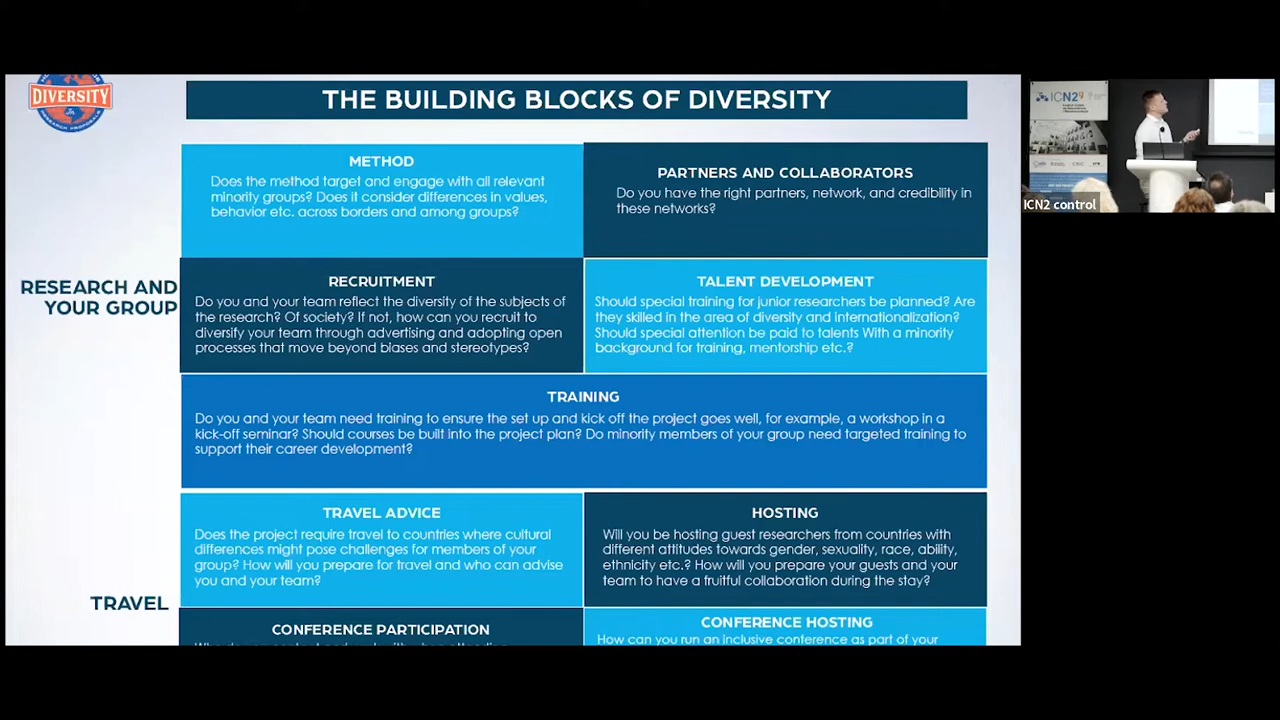 DIVERSITY
RESEARCH PROPOSALS
THE BUILDING BLOCKS OF DIVERSITY
METHOD
Does the method target and engage with all relevant
minority groups? Does it consider differences in values,
behavior etc. across borders and among groups?
PARTNERS AND COLLABORATORS
Do you have the right partners, network, and credibility in
these networks?
RESEARCH AND
YOUR GROUP
RECRUITMENT
Do you and your team reflect the diversity of the subjects of
the research? Of society? If not, how can you recruit to
diversify your team through advertising and adopting open
processes that move beyond biases and stereotypes?
TALENT DEVELOPMENT
Should special training for junior researchers be planned? Are
they skilled in the area of diversity and internationalization?
Should special attention be paid to talents With a minority
background for training, mentorship etc.?
TRAINING
Do you and your team need training to ensure the set up and kick off the project goes well, for example, a workshop in a
kick-off seminar? Should courses be built into the project plan? Do minority members of your group need targeted training to
support their career development?
TRAVEL
TRAVEL ADVICE
Does the project require travel to countries where cultural
differences might pose challenges for members of your
group? How will you prepare for travel and who can advise
you and your team?
HOSTING
Will you be hosting guest researchers from countries with
different attitudes towards gender, sexuality, race, ability,
ethnicity etc.? How will you prepare your guests and your
team to have a fruitful collaboration during the stay?
CONFERENCE PARTICIPATION
CONFERENCE HOSTING
How can you run an inclusive conference as part of your
ICN2
ICN2 control